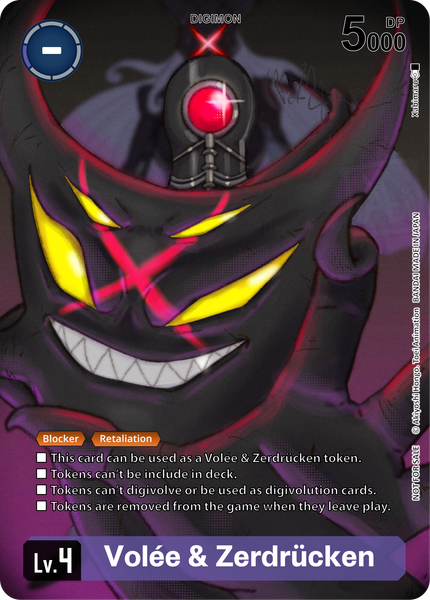 DIGIMON
-
DP
5000
Blocker Retaliation
■ This card can be used as a Volee & Zerdrücken token.
■ Tokens can't be include in deck.
■ Tokens can't digivolve or be used as digivolution cards.
■ Tokens are removed from the game when they leave play.
Lv.4 Volée & Zerdrücken
NOT FOR SALE © Akiyoshi Hongo, Toei Animation BANDAI MADE IN JAPAN